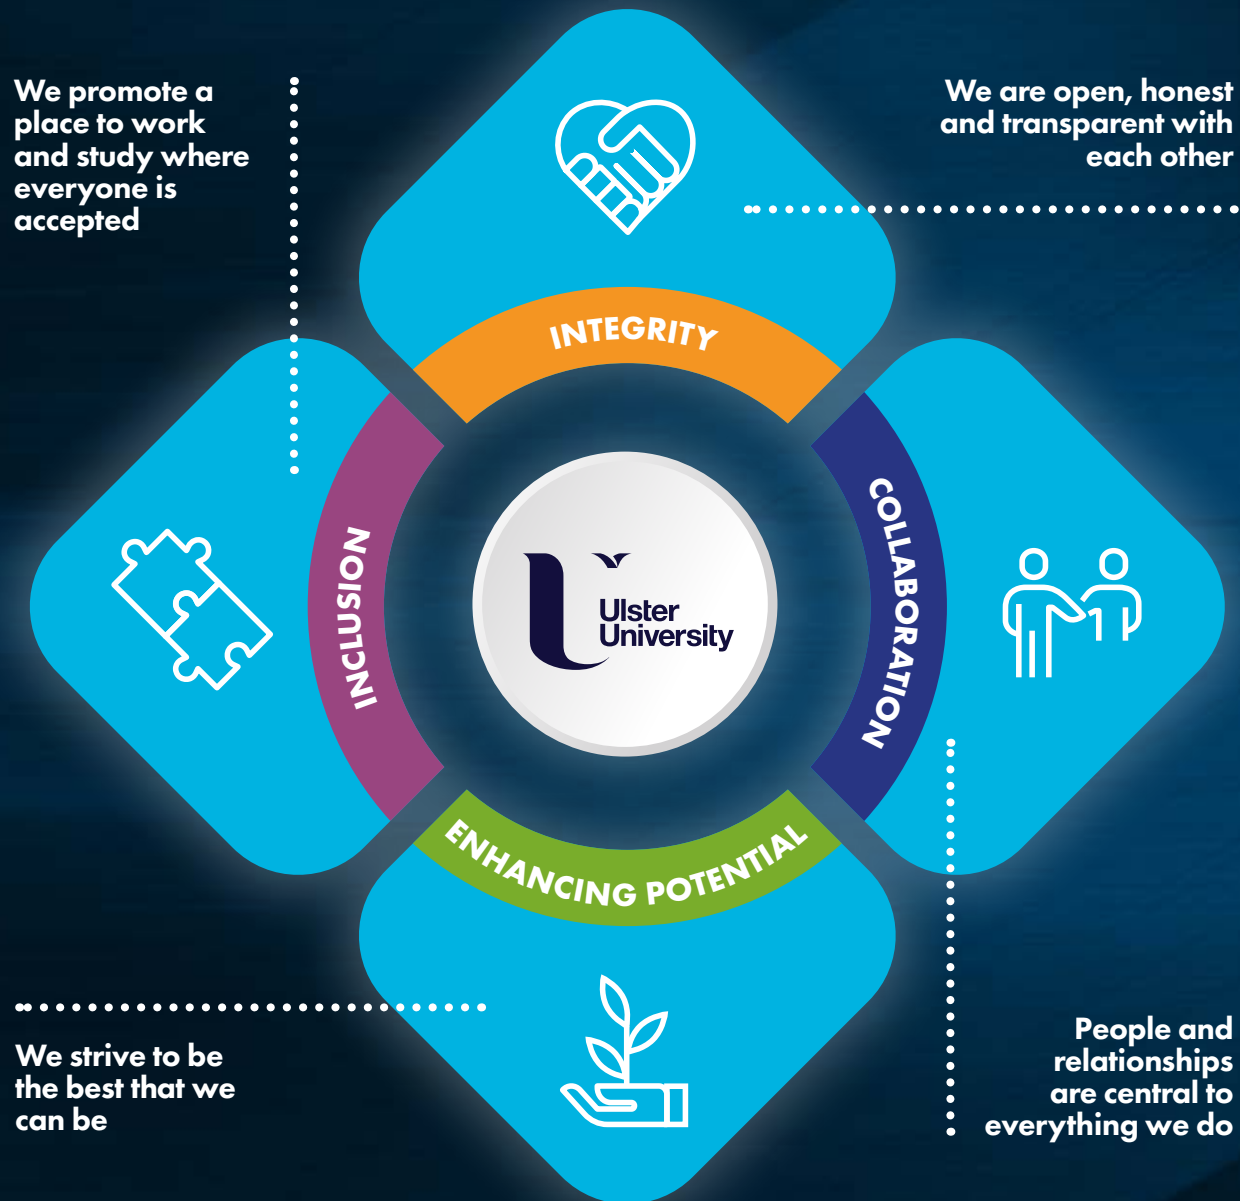 We promote a
place to work
and study where
everyone is
accepted
We are open, honest
and transparent with
each other
INTEGRITY
INCLUSION
COLLABORATION
Ulster
University
ENHANCING POTENTIAL
We strive to be
the best that we
can be
People and
relationships
are central to
everything we do